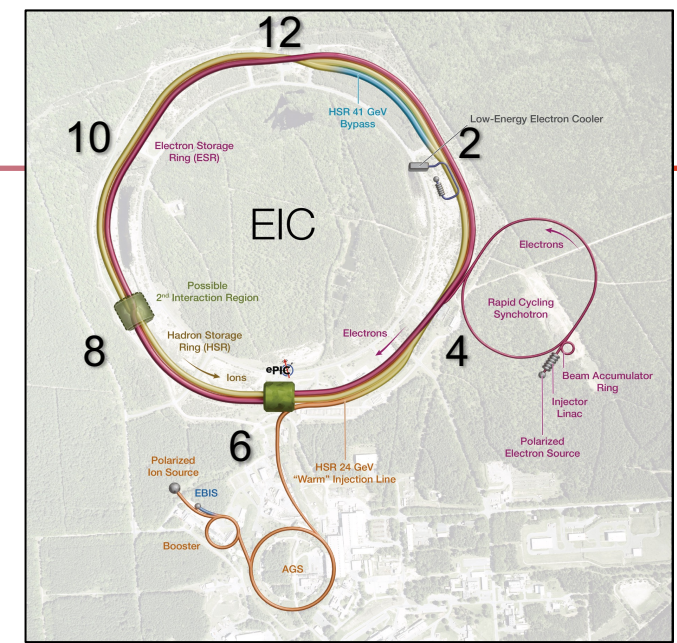 12
HSR 41 GeV
Bypass
Low-Energy Electron Cooler
10
2
Electron Storage
Ring (ESR)
EIC
Electrons
Possible
2nd Interaction Region
Rapid Cycling
Synchotron
Electrons
8
Hadron Storage
Ring (HSR)
4
ePIC
Ions
Beam Accumulator
Ring
Injector
Linac
6
Polarized
Electron Source
Polarized
Ion Source
HSR 24 GeV
"Warm" Injection Line
EBIS
Booster
AGS